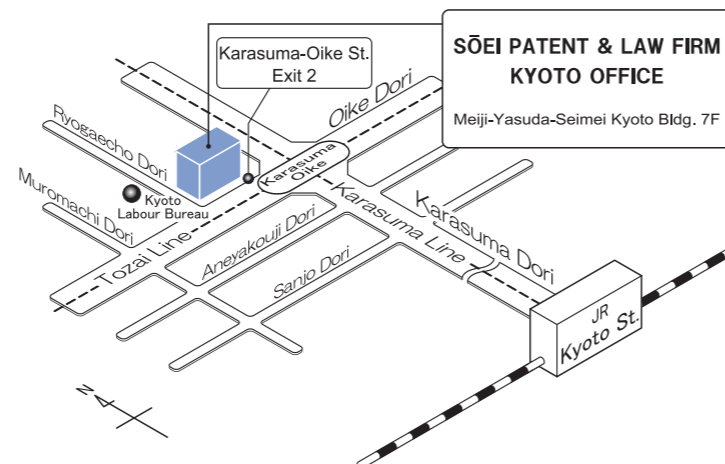 SŌEI PATENT & LAW FIRM
KYOTO OFFICE
Meiji-Yasuda-Seimei Kyoto Bldg. 7F
Karasuma-Oike St.
Exit 2
Oike Dori
Ryogaecho Dori
Karasuma
Oike
Kyoto
Labour Bureau
Muromachi Dori
Karasuma Line
Karasuma Dori
Tozai Line
Aneyakouji Dori
Sanjo Dori
JR
Kyoto St.
N